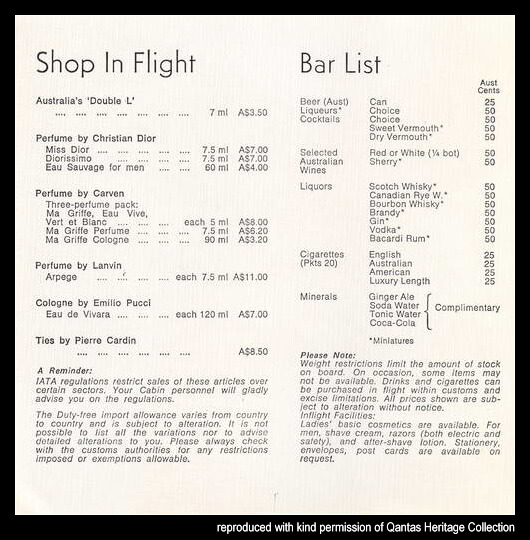 Shop In Flight
Australia's 'Double L'
.... .... .... .... .... .... .... 7 ml A$3.50
Perfume by Christian Dior
Miss Dior .... .... .... .... 7.5 ml A$7.00
Diorissimo .... .... .... 7.5 ml A$7.00
Eau Sauvage for men .... .... 60 ml A$4.00
Perfume by Carven
Three-perfume pack:
Ma Griffe, Eau Vive,
Vert et Blanc .... .... .... each 5 ml A$8.00
Ma Griffe Perfume .... .... .... 7.5 ml A$6.20
Ma Griffe Cologne .... .... 90 ml A$3.20
Perfume by Lanvin
Arpege .... .... .... .... each 7.5 ml A$11.00
Cologne by Emilio Pucci
Eau de Vivara .... .... .... each 120 ml A$7.00
Ties by Pierre Cardin
.... .... .... .... .... .... A$8.50
A Reminder:
IATA regulations restrict sales of these articles over
certain sectors. Your Cabin personnel will gladly
advise you on the regulations.
The Duty-free import allowance varies from country
to country and is subject to alteration. It is not
possible to list all the variations nor to advise
detailed alterations to you. Please always check
with the customs authorities for any restrictions
imposed or exemptions allowable.
Bar List
Aust
Cents
Beer (Aust) Can 25
Liqueurs* Choice 50
Cocktails Choice 50
Sweet Vermouth* 50
Dry Vermouth* 50
Selected Red or White (¼ bot) 50
Australian Sherry* 50
Wines
Liquors Scotch Whisky* 50
Canadian Rye W.* 50
Bourbon Whisky* 50
Brandy* 50
Gin* 50
Vodka* 50
Bacardi Rum* 50
Cigarettes English 25
(Pkts 20) Australian 25
American 25
Luxury Length 25
Minerals Ginger Ale
Soda Water
Tonic Water Complimentary
Coca-Cola
*Miniatures
Please Note:
Weight restrictions limit the amount of stock
on board. On occasion, some items may
not be available. Drinks and cigarettes can
be purchased in flight within customs and
excise limitations. All prices shown are sub-
ject to alteration without notice.
Inflight Facilities:
Ladies' basic cosmetics are available. For
men, shave cream, razors (both electric and
safety), and after-shave lotion. Stationery,
envelopes, post cards are available on
request.
reproduced with kind permission of Qantas Heritage Collection